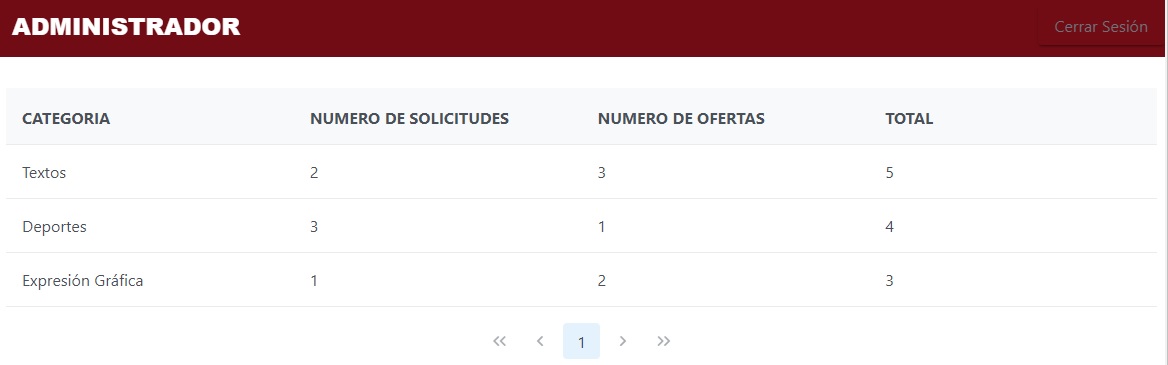 ADMINISTRADOR Cerrar Sesión
CATEGORIA NUMERO DE SOLICITUDES NUMERO DE OFERTAS TOTAL
Textos 2 3 5
Deportes 3 1 4
Expresión Gráfica 1 2 3
1